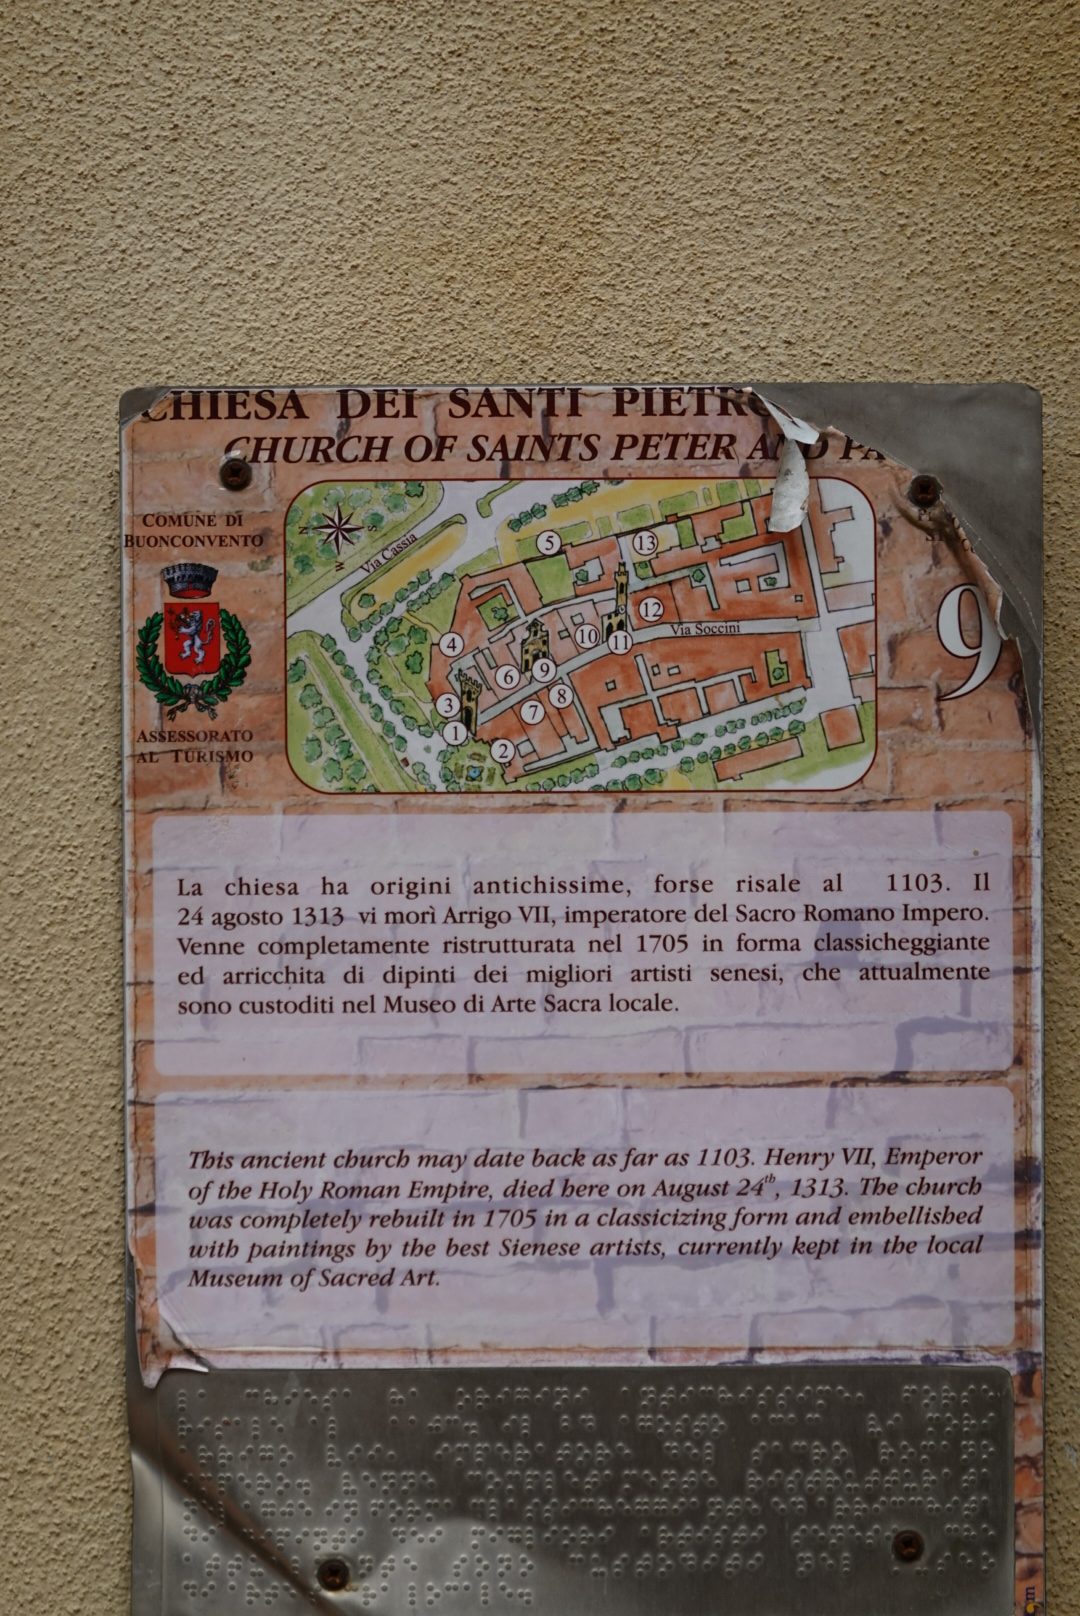 CHIESA DEI SANTI PIETRO
CHURCH OF SAINTS PETER AND
COMUNE DI
BUONCONVENTO
ASSESSORATO
AL TURISMO
9
N
S
W
Via Cassia
5
13
12
Via Soccini
4
10
11
6
9
8
3
7
1
2
La chiesa ha origini antichissime, forse risale al 1103. Il
24 agosto 1313 vi morì Arrigo VII, imperatore del Sacro Romano Impero.
Venne completamente ristrutturata nel 1705 in forma classicheggiante
ed arricchita di dipinti dei migliori artisti senesi, che attualmente
sono custoditi nel Museo di Arte Sacra locale.
This ancient church may date back as far as 1103. Henry VII, Emperor
of the Holy Roman Empire, died here on August 24th, 1313. The church
was completely rebuilt in 1705 in a classicizing form and embellished
with paintings by the best Sienese artists, currently kept in the local
Museum of Sacred Art.